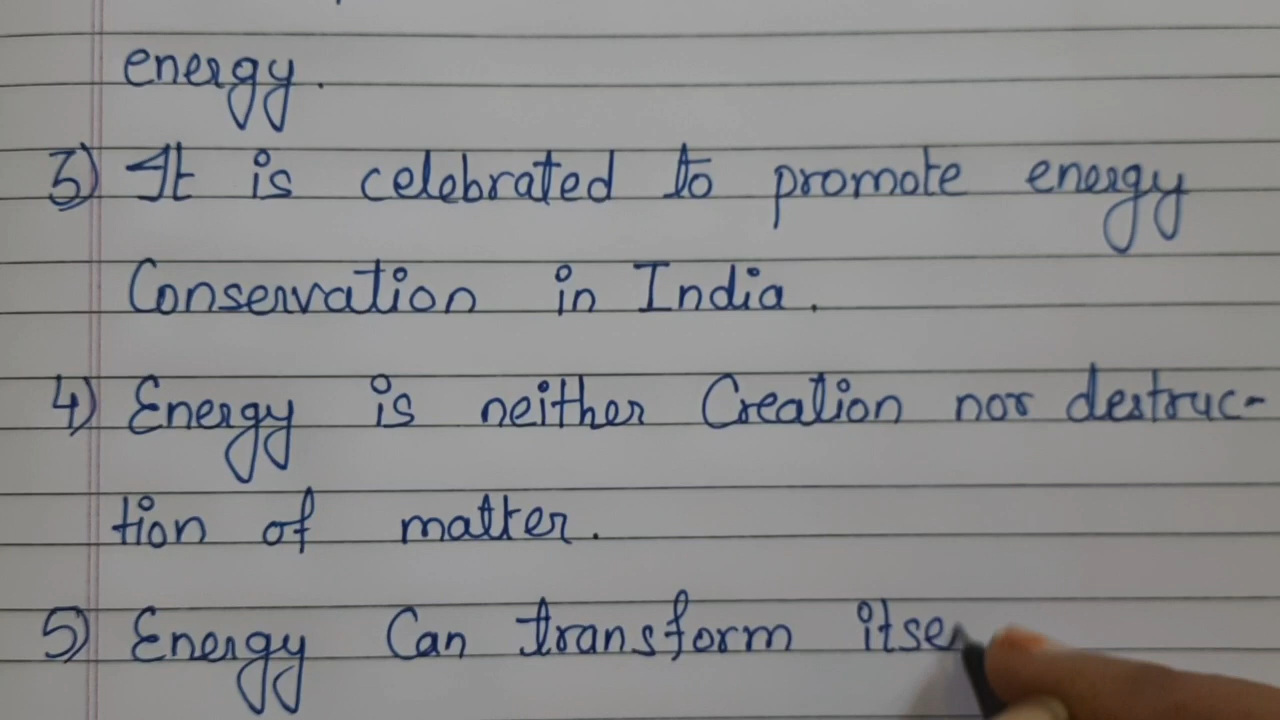 energy.
3) It is celebrated to promote energy
Conservation in India.
4) Energy is neither Creation nor destruc-
tion of matter.
5) Energy Can transform itse